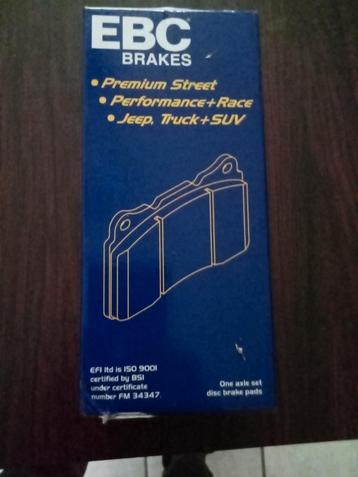 EBC
BRAKES
• Premium Street
• Performance+Race
• Jeep, Truck+SUV
EFI ltd is ISO 9001
certified by BSI
under certificate
number FM 34347.
One axle set
disc brake pads